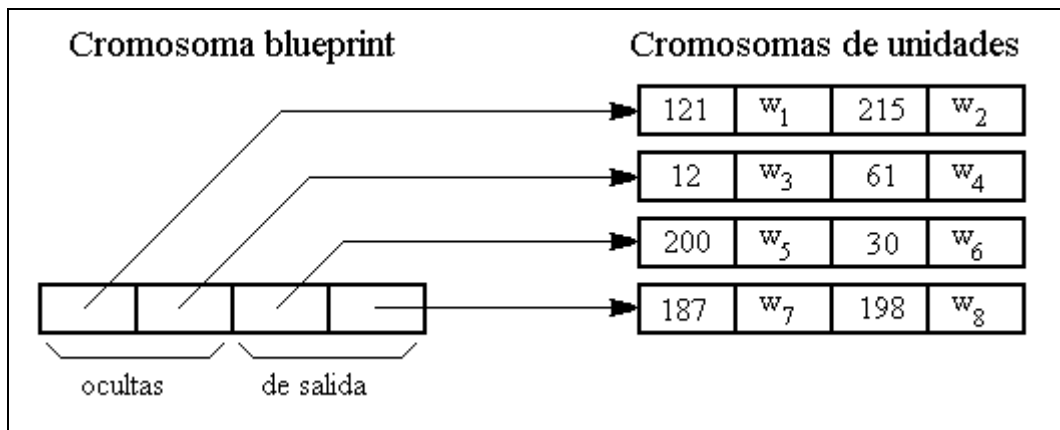 Cromosoma blueprint
Cromosomas de unidades
121 w1 215 w2
12 w3 61 w4
200 w5 30 w6
187 w7 198 w8
ocultas
de salida